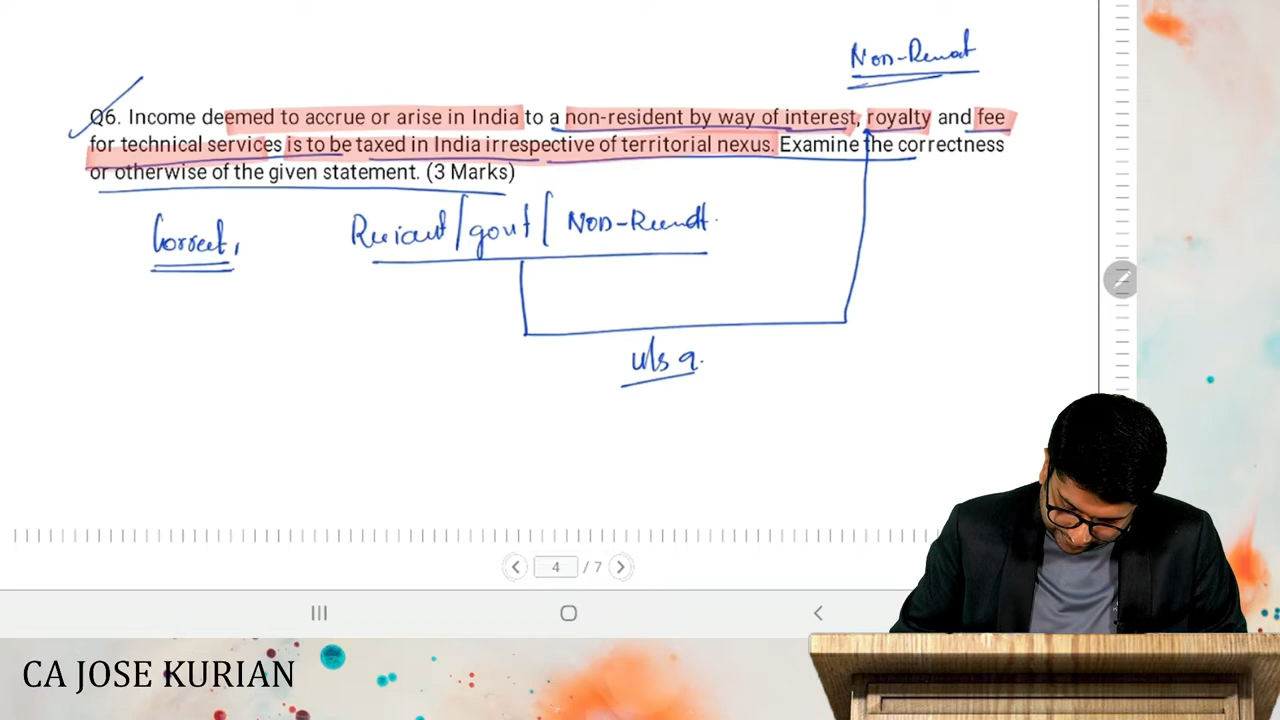 Non-Resident
Q6. Income deemed to accrue or arise in India to a non-resident by way of interest, royalty and fee
for technical services is to be taxed in India irrespective of territorial nexus. Examine the correctness
or otherwise of the given statement. (3 Marks)
Correct,
Resident / govt / Non-Resident.
u/s 9.
4 / 7
CA JOSE KURIAN